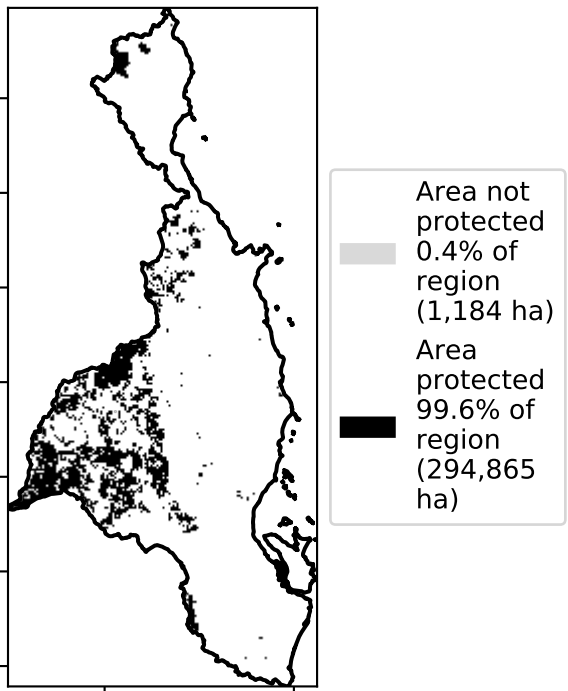 Area not
protected
0.4% of
region
(1,184 ha)
Area
protected
99.6% of
region
(294,865
ha)